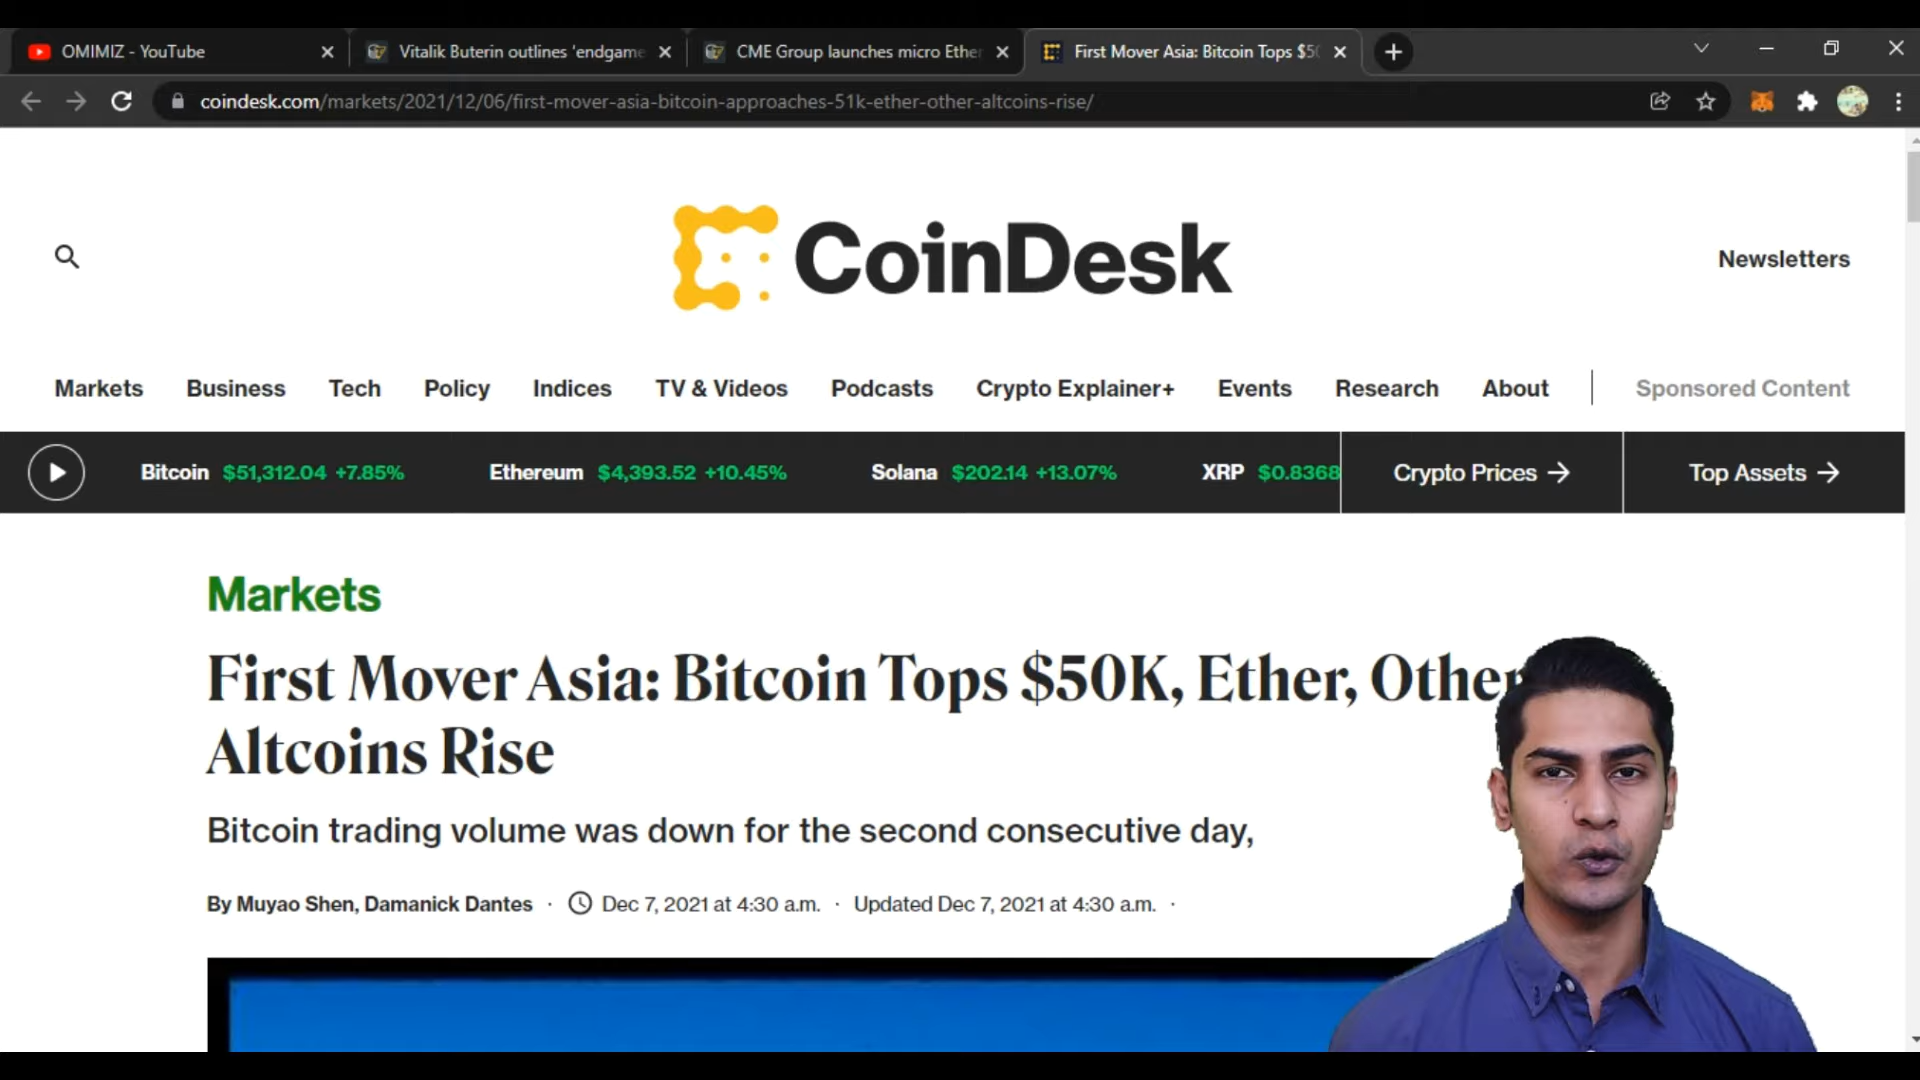 OMIMIZ - YouTube
Vitalik Buterin outlines 'endgame
CME Group launches micro Ether
First Mover Asia: Bitcoin Tops $50
coindesk.com/markets/2021/12/06/first-mover-asia-bitcoin-approaches-51k-ether-other-altcoins-rise/
CoinDesk
Newsletters
Markets Business Tech Policy Indices TV & Videos Podcasts Crypto Explainer+ Events Research About Sponsored Content
Bitcoin $51,312.04 +7.85% Ethereum $4,393.52 +10.45% Solana $202.14 +13.07% XRP $0.8368 Crypto Prices → Top Assets →
Markets
First Mover Asia: Bitcoin Tops $50K, Ether, Other
Altcoins Rise
Bitcoin trading volume was down for the second consecutive day,
By Muyao Shen, Damanick Dantes · Dec 7, 2021 at 4:30 a.m. · Updated Dec 7, 2021 at 4:30 a.m. ·